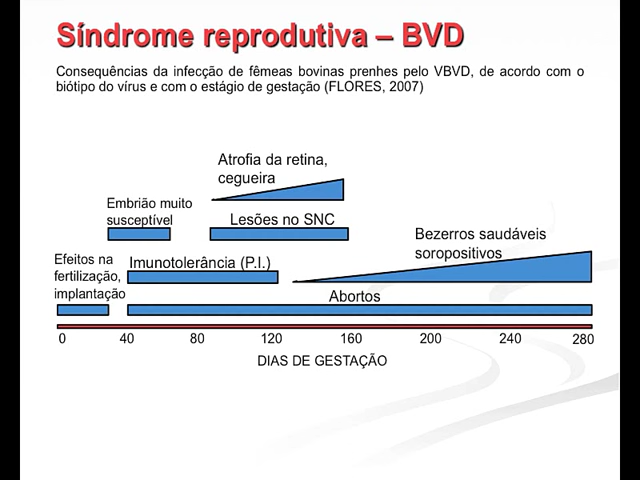 Síndrome reprodutiva – BVD
Consequências da infecção de fêmeas bovinas prenhes pelo VBVD, de acordo com o
biótipo do vírus e com o estágio de gestação (FLORES, 2007)
Atrofia da retina,
cegueira
Embrião muito
susceptível
Lesões no SNC
Bezerros saudáveis
soropositivos
Efeitos na
fertilização,
implantação
Imunotolerância (P.I.)
Abortos
0 40 80 120 160 200 240 280
DIAS DE GESTAÇÃO